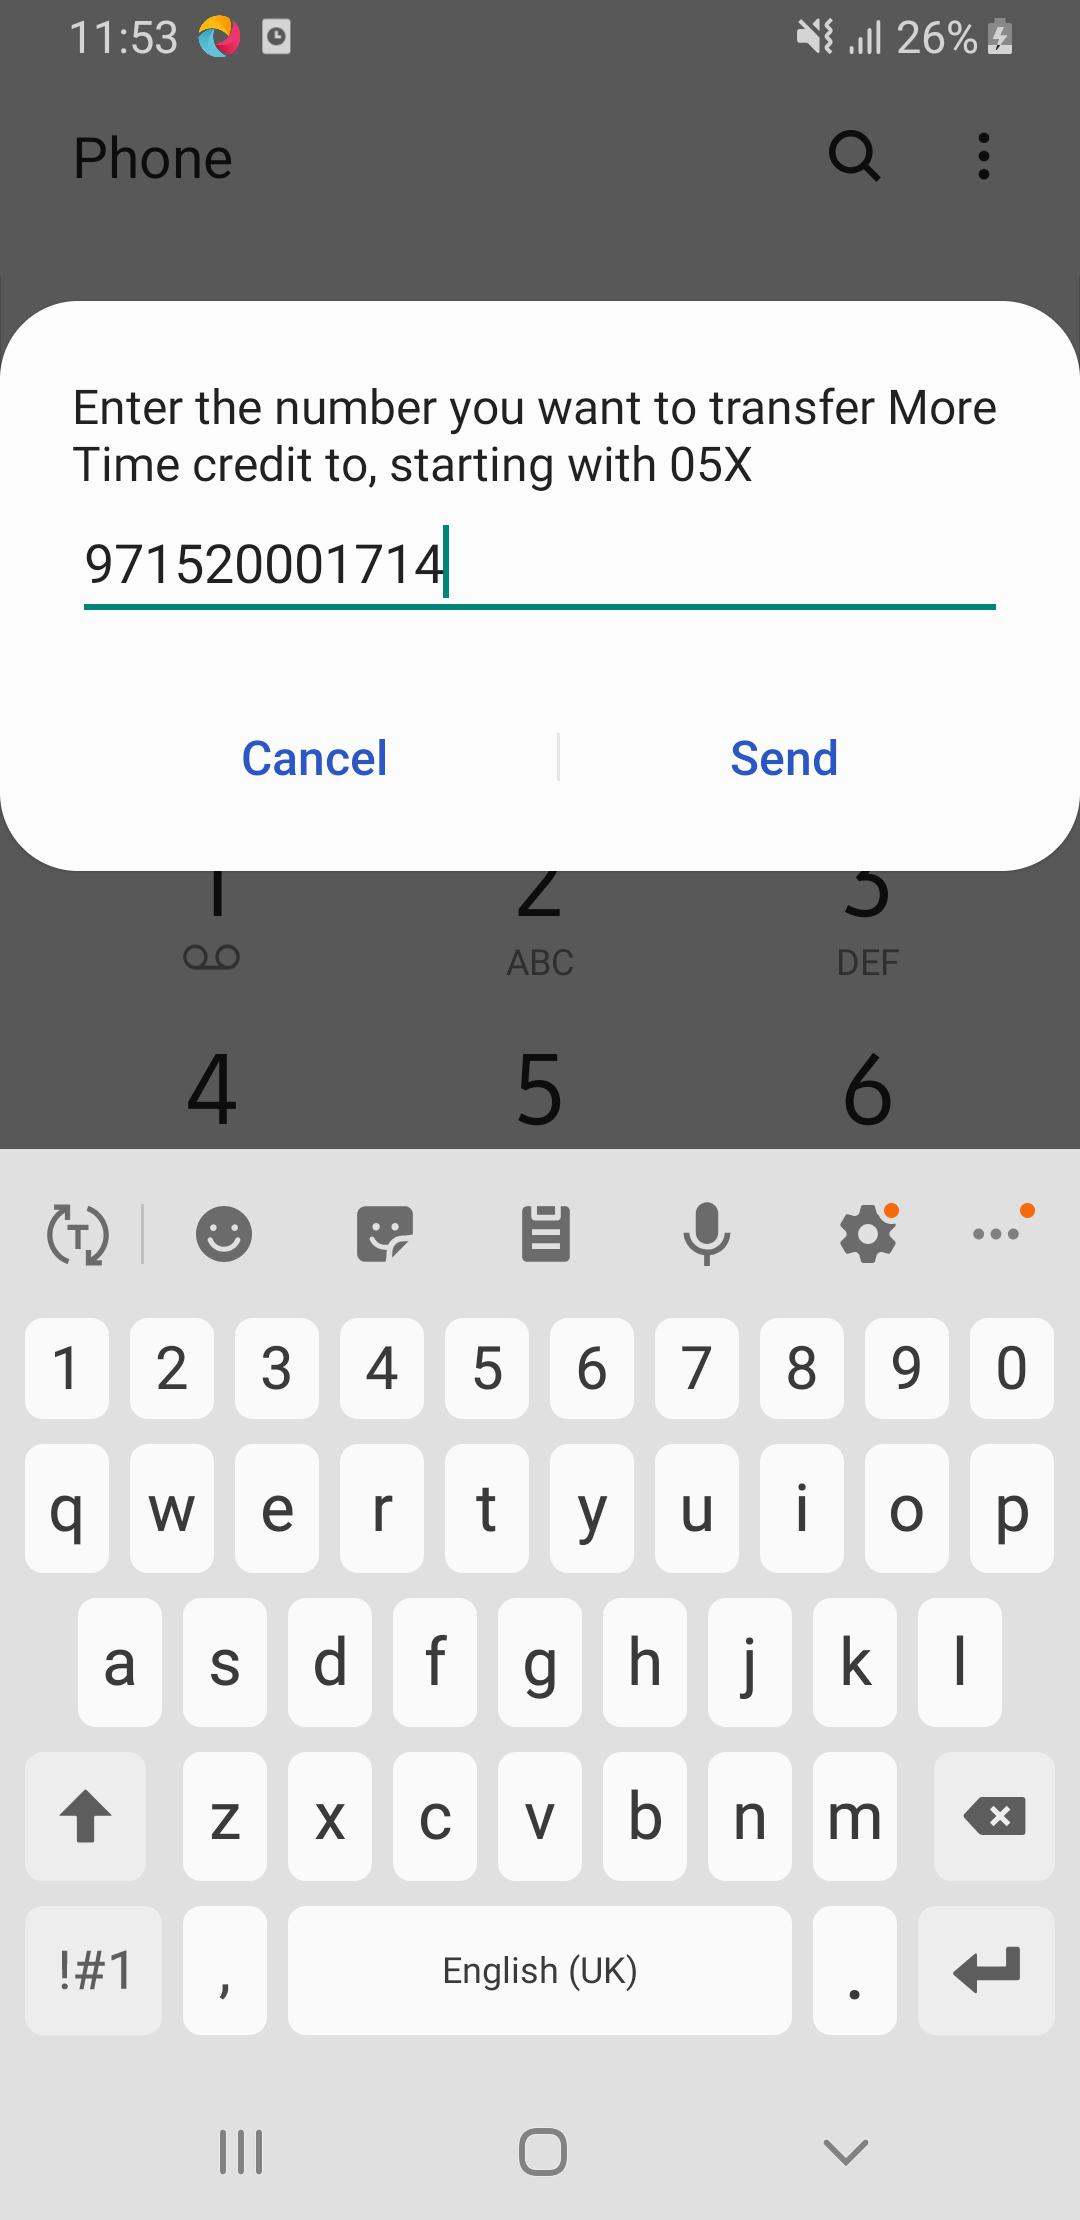 11:53
26%
Phone
Enter the number you want to transfer More
Time credit to, starting with 05X
971520001714
Cancel
Send
1 2 3
ABC DEF
4 5 6
T
1 2 3 4 5 6 7 8 9 0
q w e r t y u i o p
a s d f g h j k l
z x c v b n m
!#1 , English (UK) .